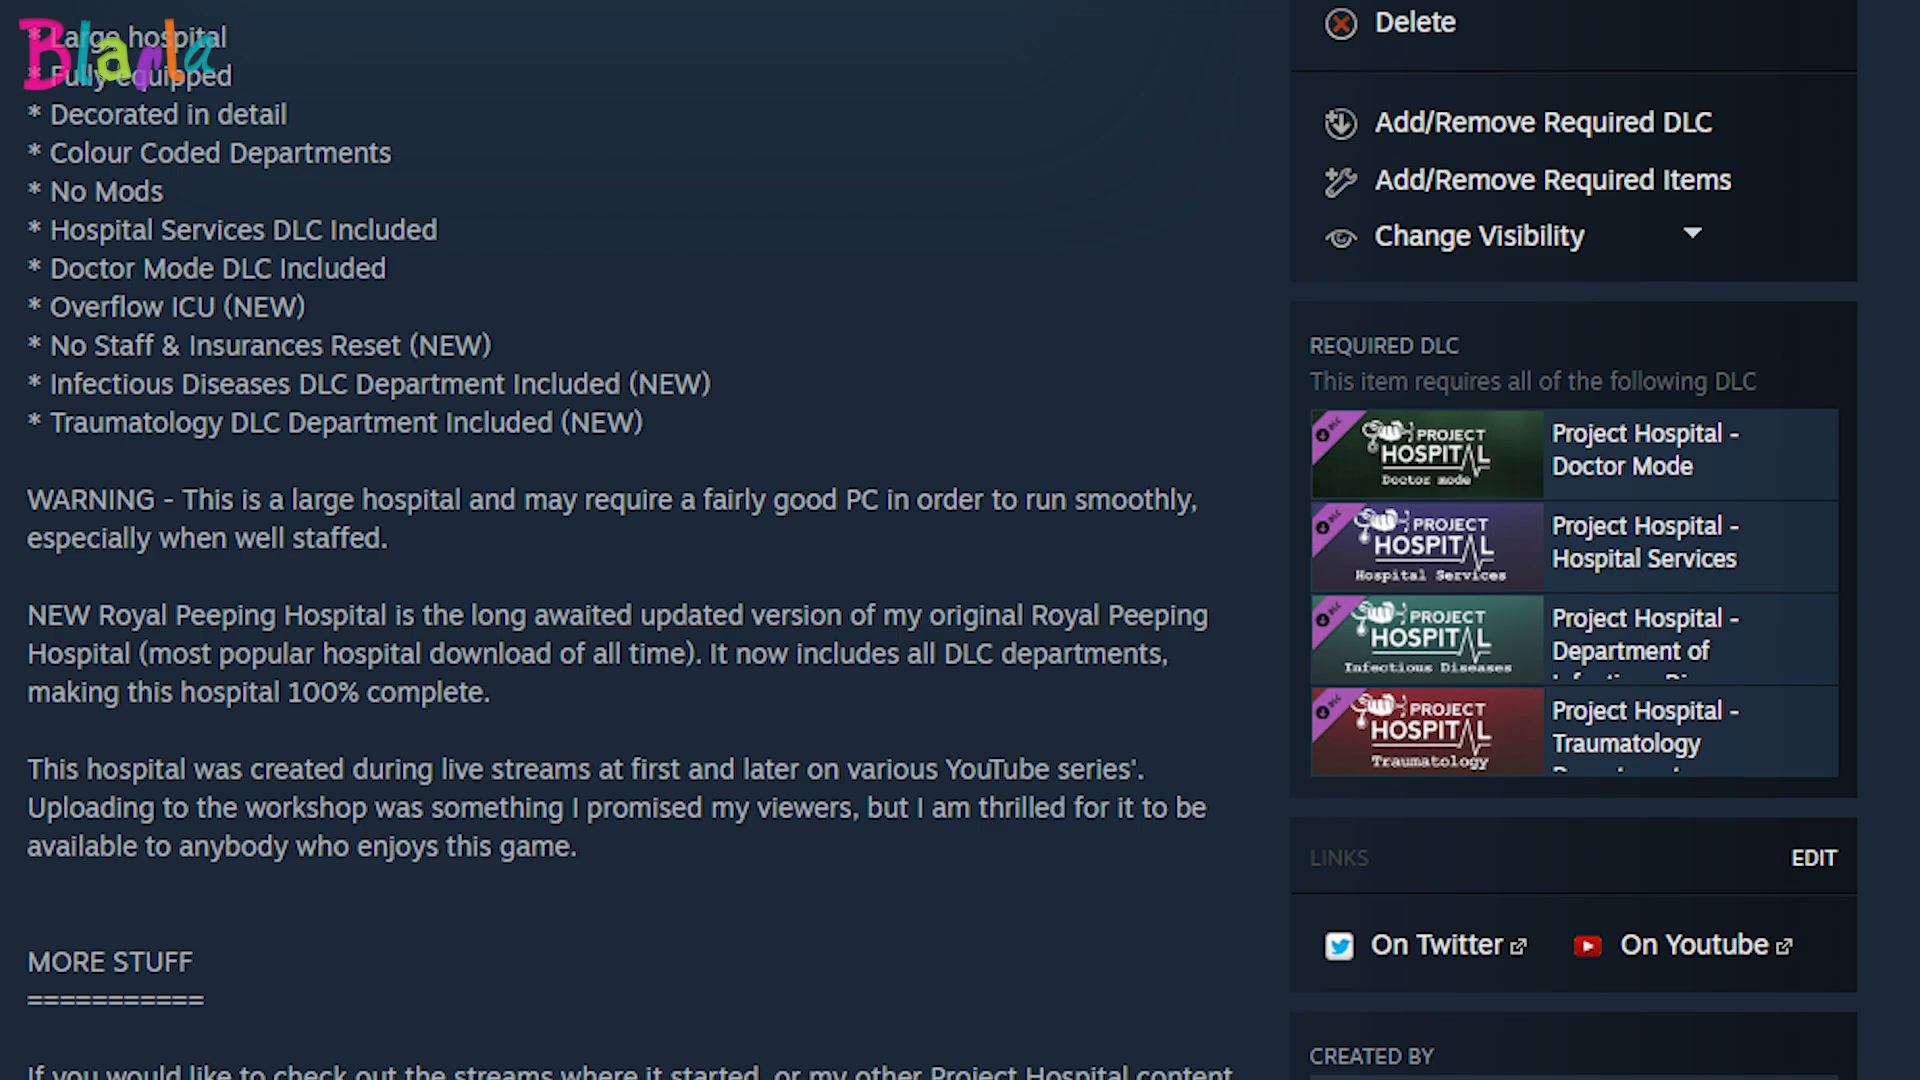 Blarla
* Large hospital
* Fully equipped
* Decorated in detail
* Colour Coded Departments
* No Mods
* Hospital Services DLC Included
* Doctor Mode DLC Included
* Overflow ICU (NEW)
* No Staff & Insurances Reset (NEW)
* Infectious Diseases DLC Department Included (NEW)
* Traumatology DLC Department Included (NEW)
WARNING - This is a large hospital and may require a fairly good PC in order to run smoothly,
especially when well staffed.
NEW Royal Peeping Hospital is the long awaited updated version of my original Royal Peeping
Hospital (most popular hospital download of all time). It now includes all DLC departments,
making this hospital 100% complete.
This hospital was created during live streams at first and later on various YouTube series'.
Uploading to the workshop was something I promised my viewers, but I am thrilled for it to be
available to anybody who enjoys this game.
MORE STUFF
===========
If you would like to check out the streams where it started, or my other Project Hospital content
Delete
Add/Remove Required DLC
Add/Remove Required Items
Change Visibility
REQUIRED DLC
This item requires all of the following DLC
DLC
PROJECT
HOSPITAL
Doctor mode
Project Hospital -
Doctor Mode
DLC
PROJECT
HOSPITAL
Hospital Services
Project Hospital -
Hospital Services
DLC
PROJECT
HOSPITAL
Infectious Diseases
Project Hospital -
Department of
DLC
PROJECT
HOSPITAL
Traumatology
Project Hospital -
Traumatology
LINKS
EDIT
On Twitter
On Youtube
CREATED BY